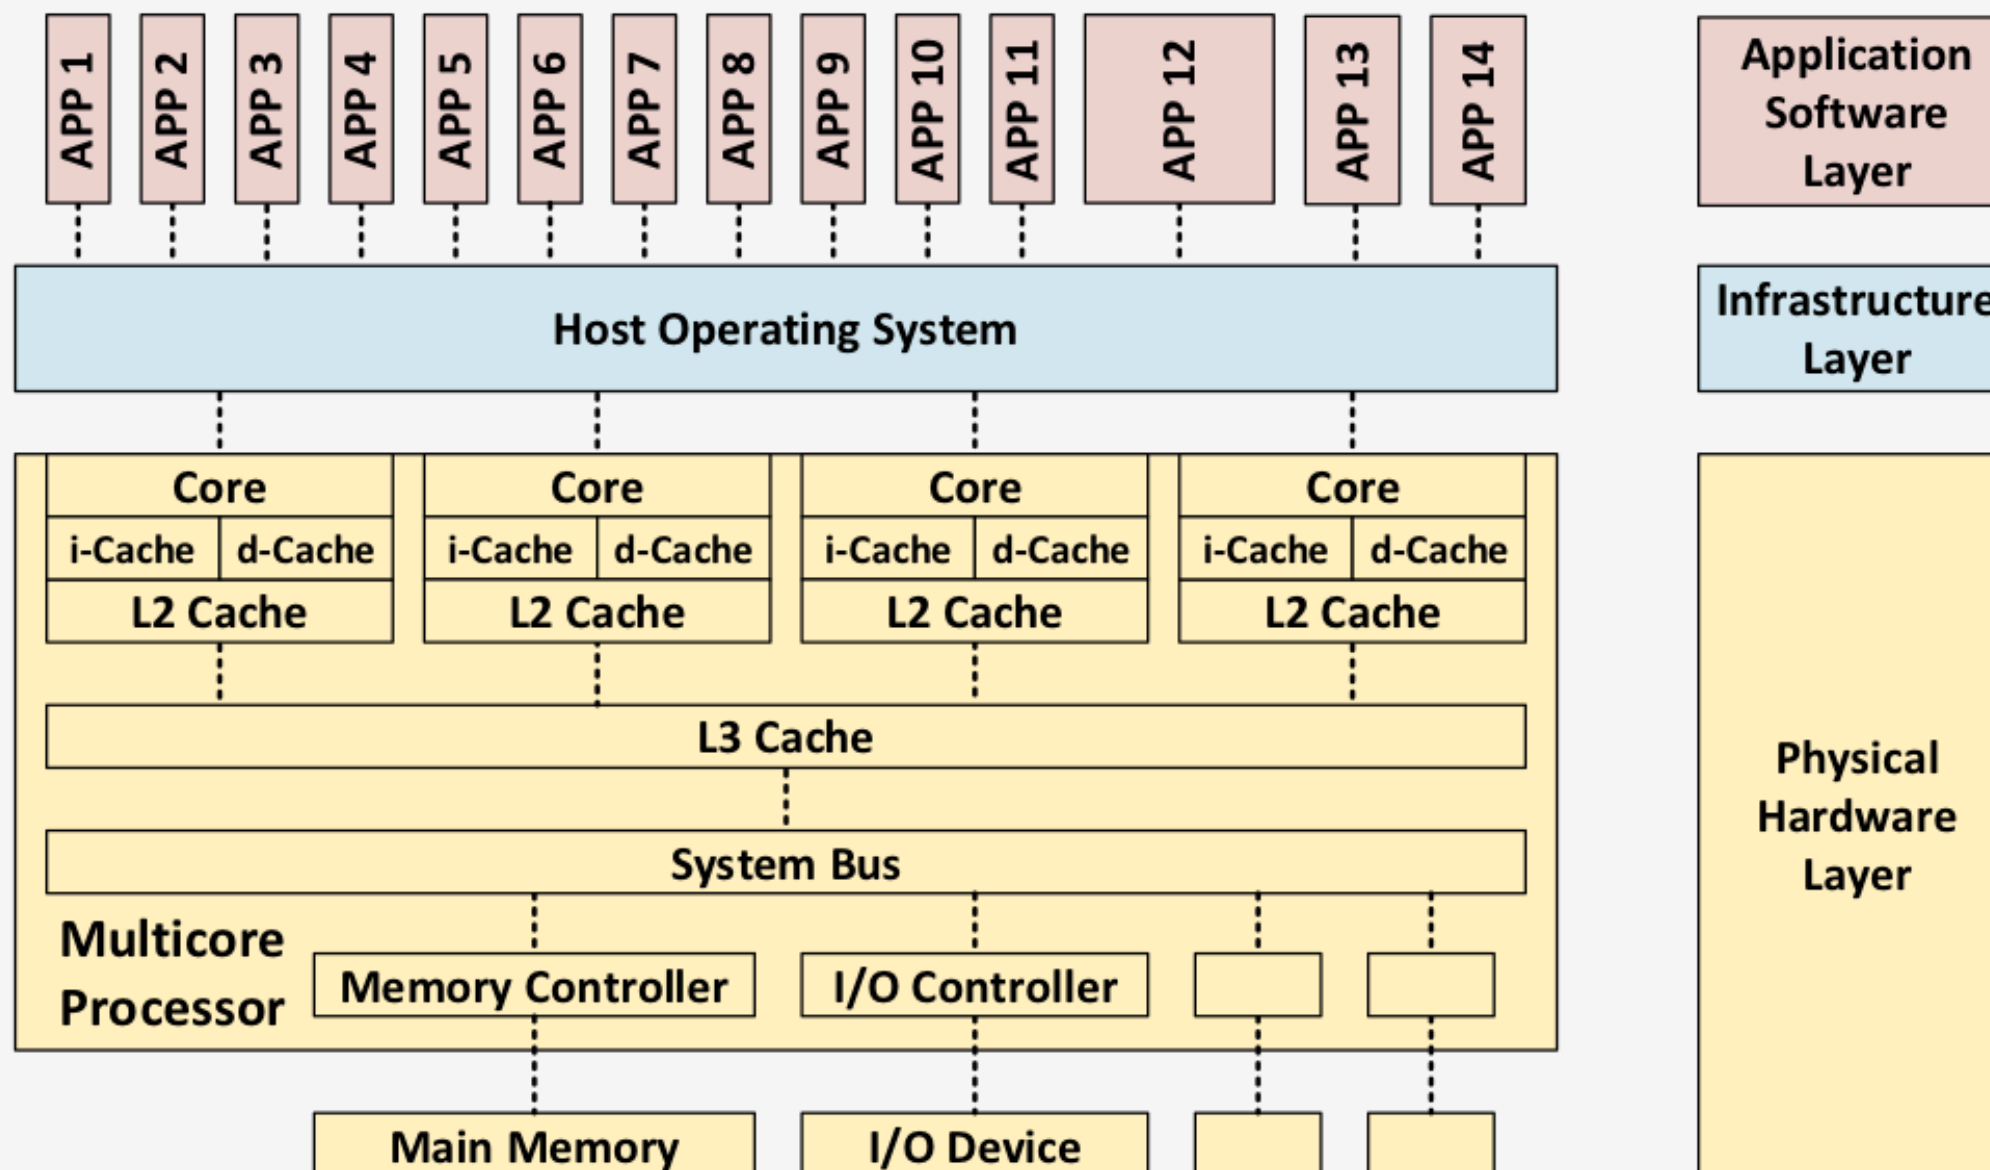 APP 1
APP 2
APP 3
APP 4
APP 5
APP 6
APP 7
APP 8
APP 9
APP 10
APP 11
APP 12
APP 13
APP 14
Application
Software
Layer
Host Operating System
Infrastructure
Layer
Core
Core
Core
Core
i-Cache
d-Cache
i-Cache
d-Cache
i-Cache
d-Cache
i-Cache
d-Cache
L2 Cache
L2 Cache
L2 Cache
L2 Cache
L3 Cache
System Bus
Physical
Hardware
Layer
Multicore
Processor
Memory Controller
I/O Controller
Main Memory
I/O Device